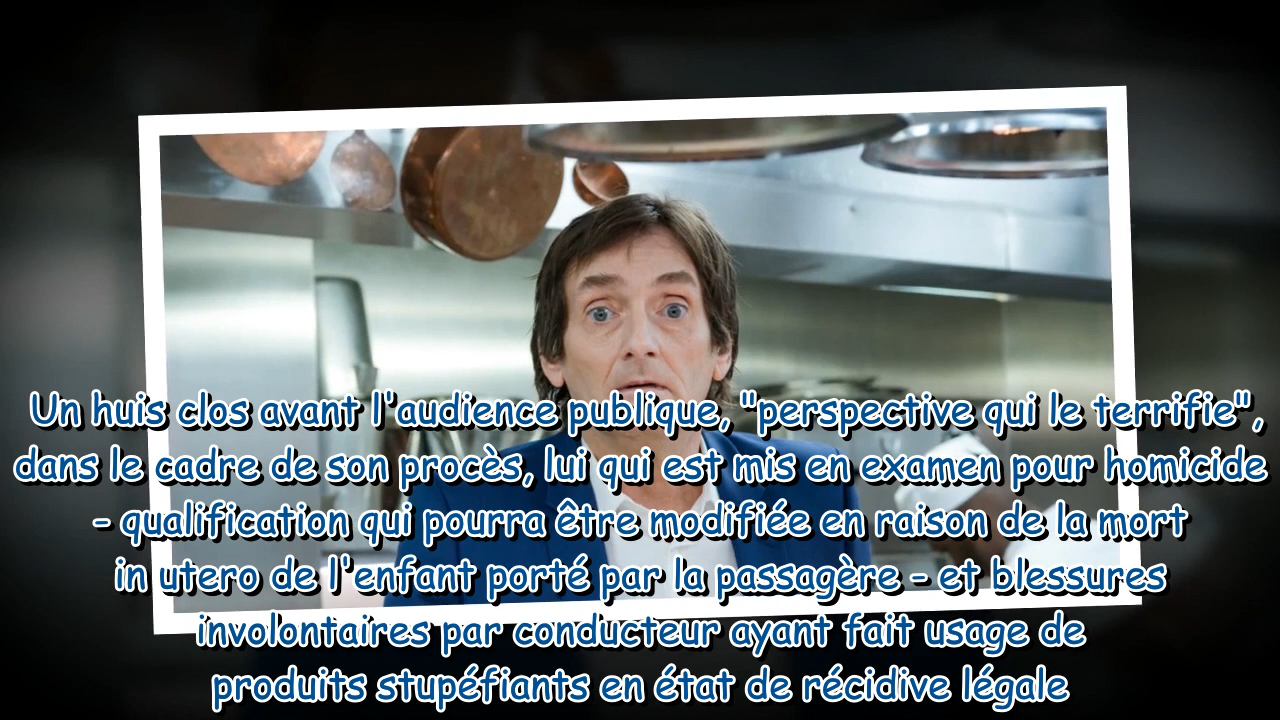 Un huis clos avant l'audience publique, "perspective qui le terrifie",
dans le cadre de son procès, lui qui est mis en examen pour homicide
- qualification qui pourra être modifiée en raison de la mort
in utero de l'enfant porté par la passagère - et blessures
involontaires par conducteur ayant fait usage de
produits stupéfiants en état de récidive légale